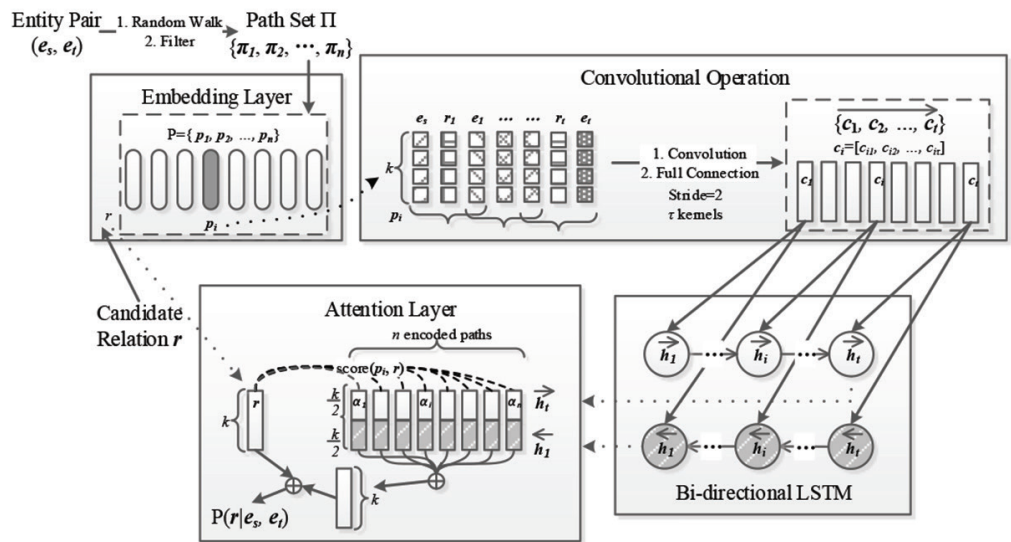 Entity Pair
(e_s, e_t)
1. Random Walk
2. Filter
Path Set Π
{π_1, π_2, ···, π_n}
Embedding Layer
P={p_1, p_2, ..., p_n}
r
p_i
Candidate
Relation r
Convolutional Operation
e_s r_1 e_1 ... ... r_t e_t
k
p_i
1. Convolution
2. Full Connection
Stride=2
τ kernels
{c_1, c_2, ..., c_t}
c_i=[c_i1, c_i2, ..., c_iτ]
c_1 c_i c_t
Attention Layer
n encoded paths
score(p_i, r)
r
k
k/2
k/2
α_1 α_i α_n
h_t
h_1
k
P(r|e_s, e_t)
h_1 ··· h_i ··· h_t
h_1 ··· h_i ··· h_t
Bi-directional LSTM